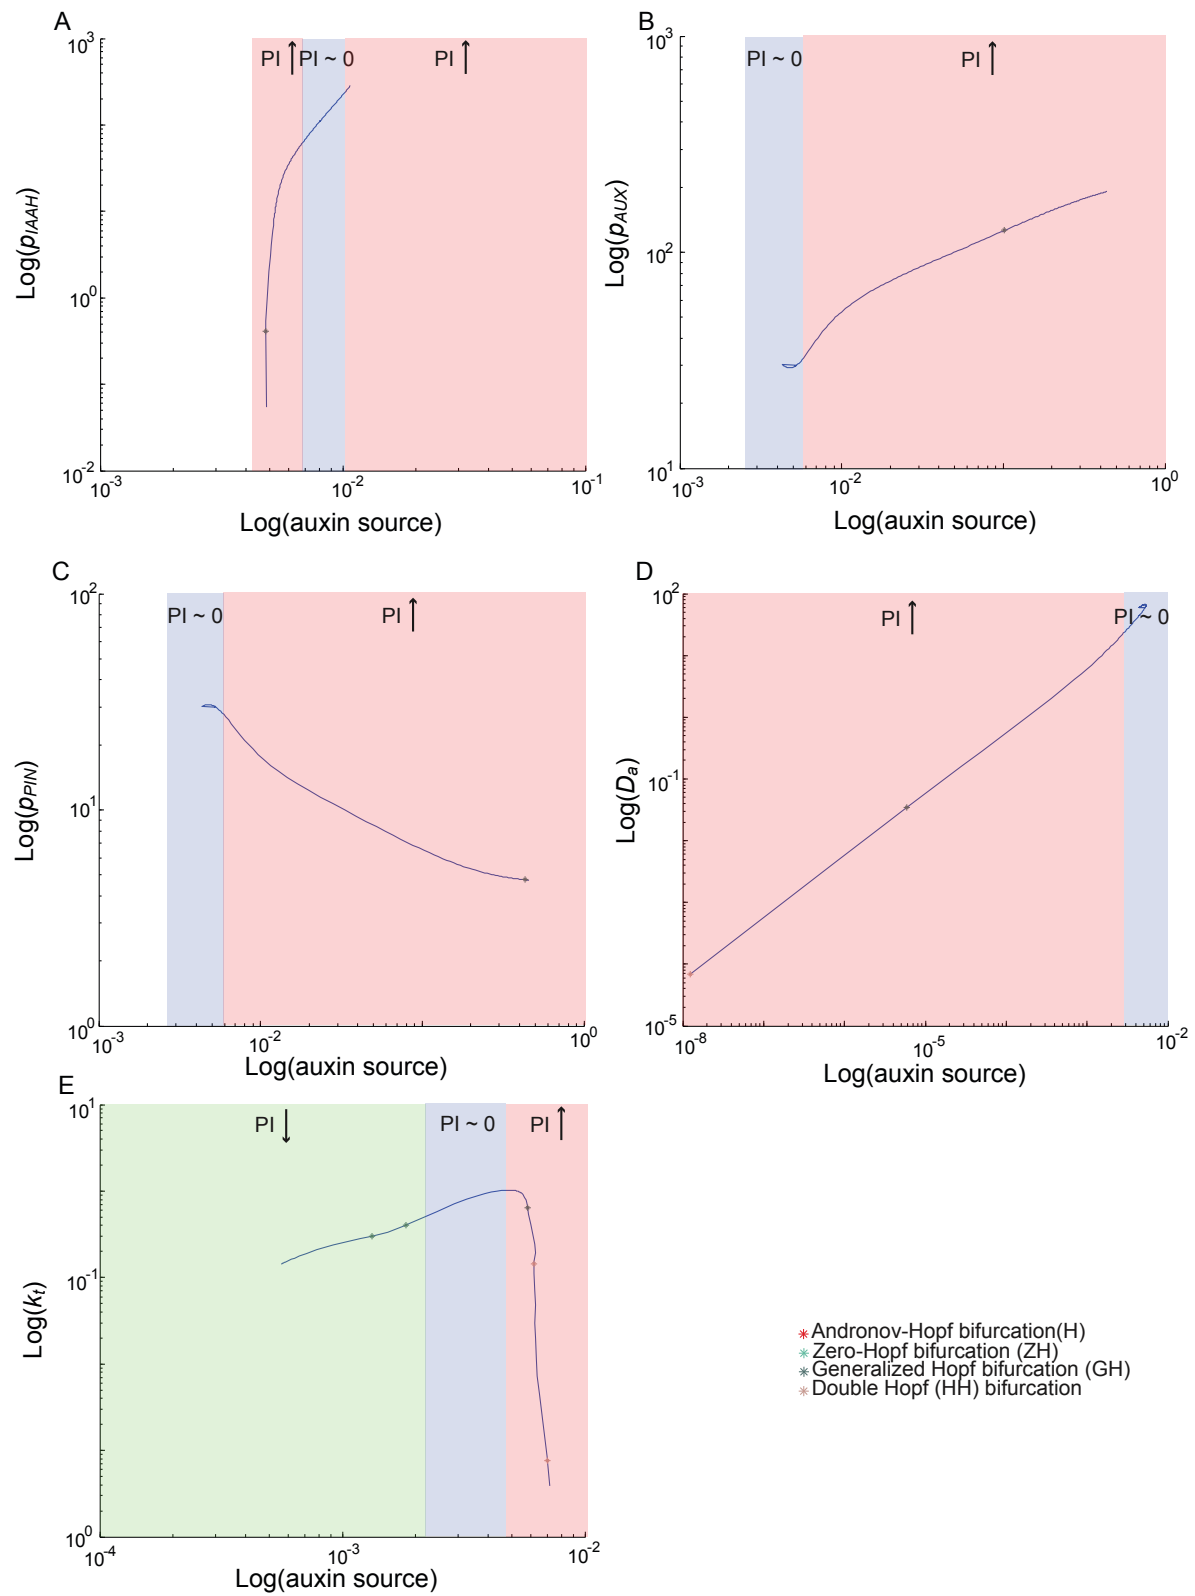 A
10^3
PI ↑
PI ~ 0
PI ↑
Log(p_IAAH)
10^0
10^-2
10^-3
10^-2
10^-1
Log(auxin source)
B
10^3
PI ~ 0
PI ↑
Log(p_AUX)
10^2
10^1
10^-3
10^-2
10^0
Log(auxin source)
C
10^2
PI ~ 0
PI ↑
Log(p_PIN)
10^1
10^0
10^-3
10^-2
10^0
Log(auxin source)
D
10^2
PI ↑
PI ~ 0
Log(D_a)
10^-1
10^-5
10^-8
10^-5
10^-2
Log(auxin source)
E
10^1
PI ↓
PI ~ 0
PI ↑
Log(k_t)
10^-1
10^0
10^-4
10^-3
10^-2
Log(auxin source)
Andronov-Hopf bifurcation(H)
Zero-Hopf bifurcation (ZH)
Generalized Hopf bifurcation (GH)
Double Hopf (HH) bifurcation